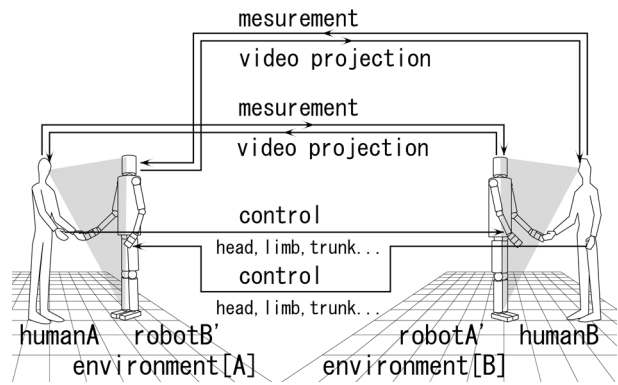 mesurement
video projection
mesurement
video projection
control
head, limb, trunk...
control
head, limb, trunk...
humanA robotB' robotA' humanB
environment[A] environment[B]